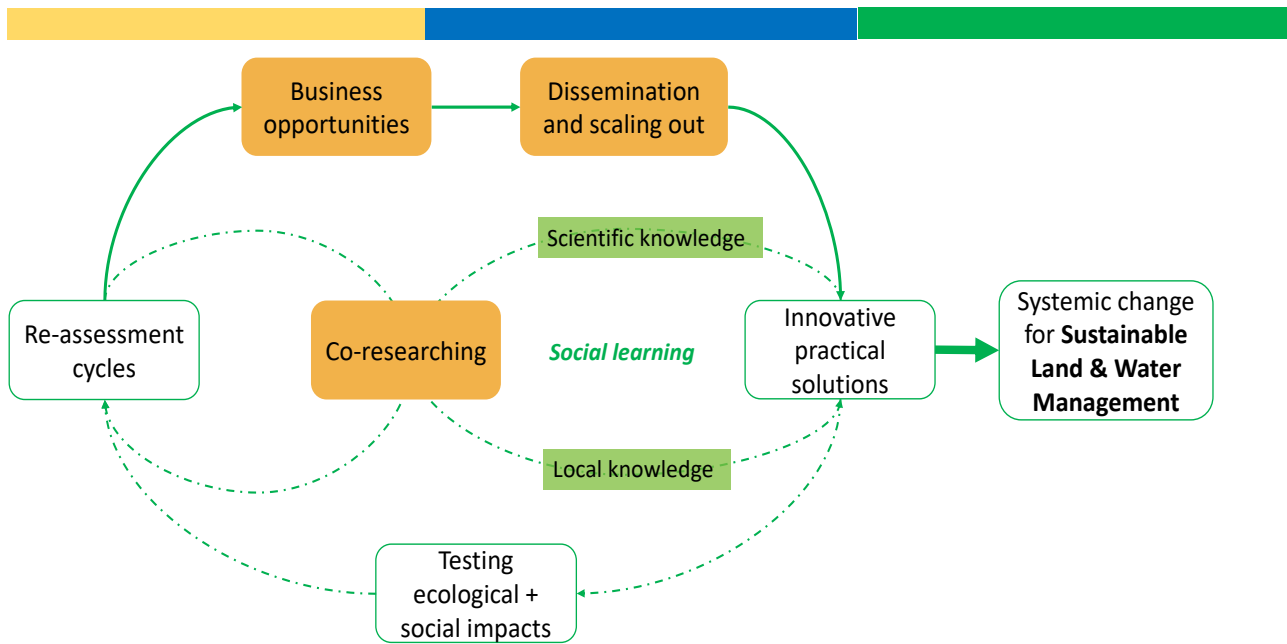 Business
opportunities
Dissemination
and scaling out
Scientific knowledge
Re-assessment
cycles
Co-researching
Social learning
Innovative
practical
solutions
Systemic change
for Sustainable
Land & Water
Management
Local knowledge
Testing
ecological +
social impacts